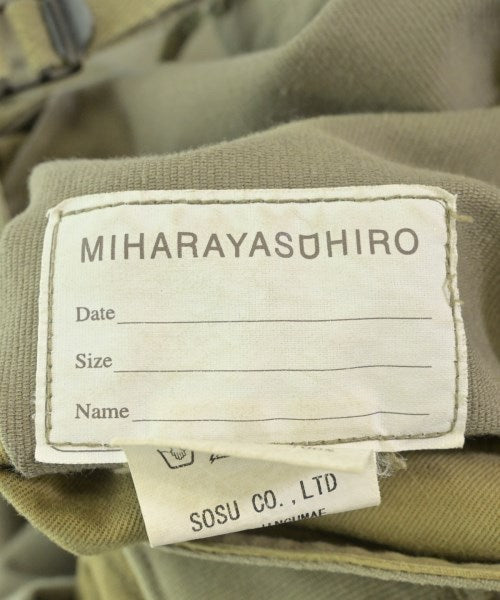 MIHARAYASUHIRO
Date
Size
Name
SOSU CO.,LTD